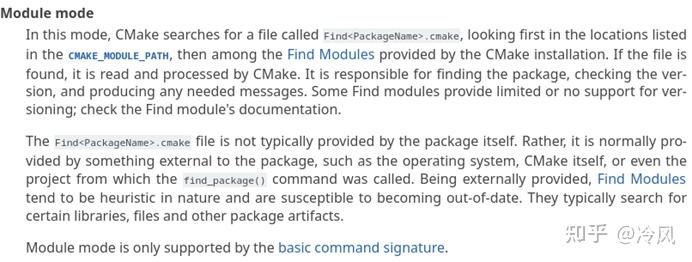 Module mode
In this mode, CMake searches for a file called Find<PackageName>.cmake, looking first in the locations listed
in the CMAKE_MODULE_PATH, then among the Find Modules provided by the CMake installation. If the file is
found, it is read and processed by CMake. It is responsible for finding the package, checking the ver-
sion, and producing any needed messages. Some Find modules provide limited or no support for ver-
sioning; check the Find module's documentation.
The Find<PackageName>.cmake file is not typically provided by the package itself. Rather, it is normally pro-
vided by something external to the package, such as the operating system, CMake itself, or even the
project from which the find_package() command was called. Being externally provided, Find Modules
tend to be heuristic in nature and are susceptible to becoming out-of-date. They typically search for
certain libraries, files and other package artifacts.
Module mode is only supported by the basic command signature.
知乎 @冷风